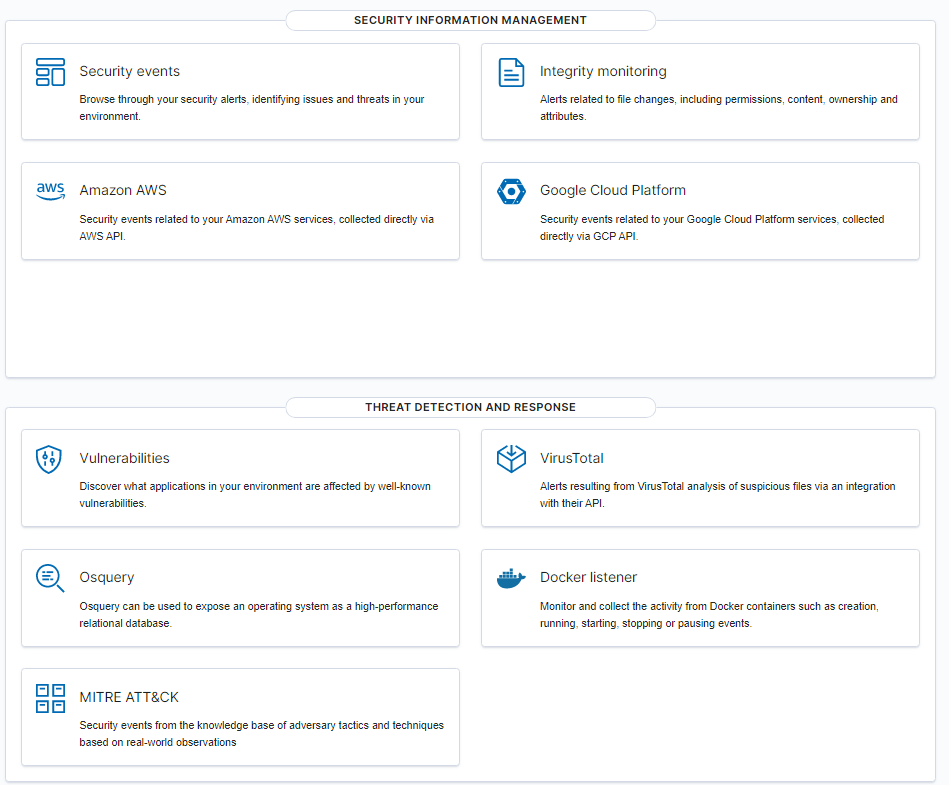 SECURITY INFORMATION MANAGEMENT
Security events
Browse through your security alerts, identifying issues and threats in your
environment.
Integrity monitoring
Alerts related to file changes, including permissions, content, ownership and
attributes.
aws
Amazon AWS
Security events related to your Amazon AWS services, collected directly via
AWS API.
Google Cloud Platform
Security events related to your Google Cloud Platform services, collected
directly via GCP API.
THREAT DETECTION AND RESPONSE
Vulnerabilities
Discover what applications in your environment are affected by well-known
vulnerabilities.
VirusTotal
Alerts resulting from VirusTotal analysis of suspicious files via an integration
with their API.
Osquery
Osquery can be used to expose an operating system as a high-performance
relational database.
Docker listener
Monitor and collect the activity from Docker containers such as creation,
running, starting, stopping or pausing events.
MITRE ATT&CK
Security events from the knowledge base of adversary tactics and techniques
based on real-world observations